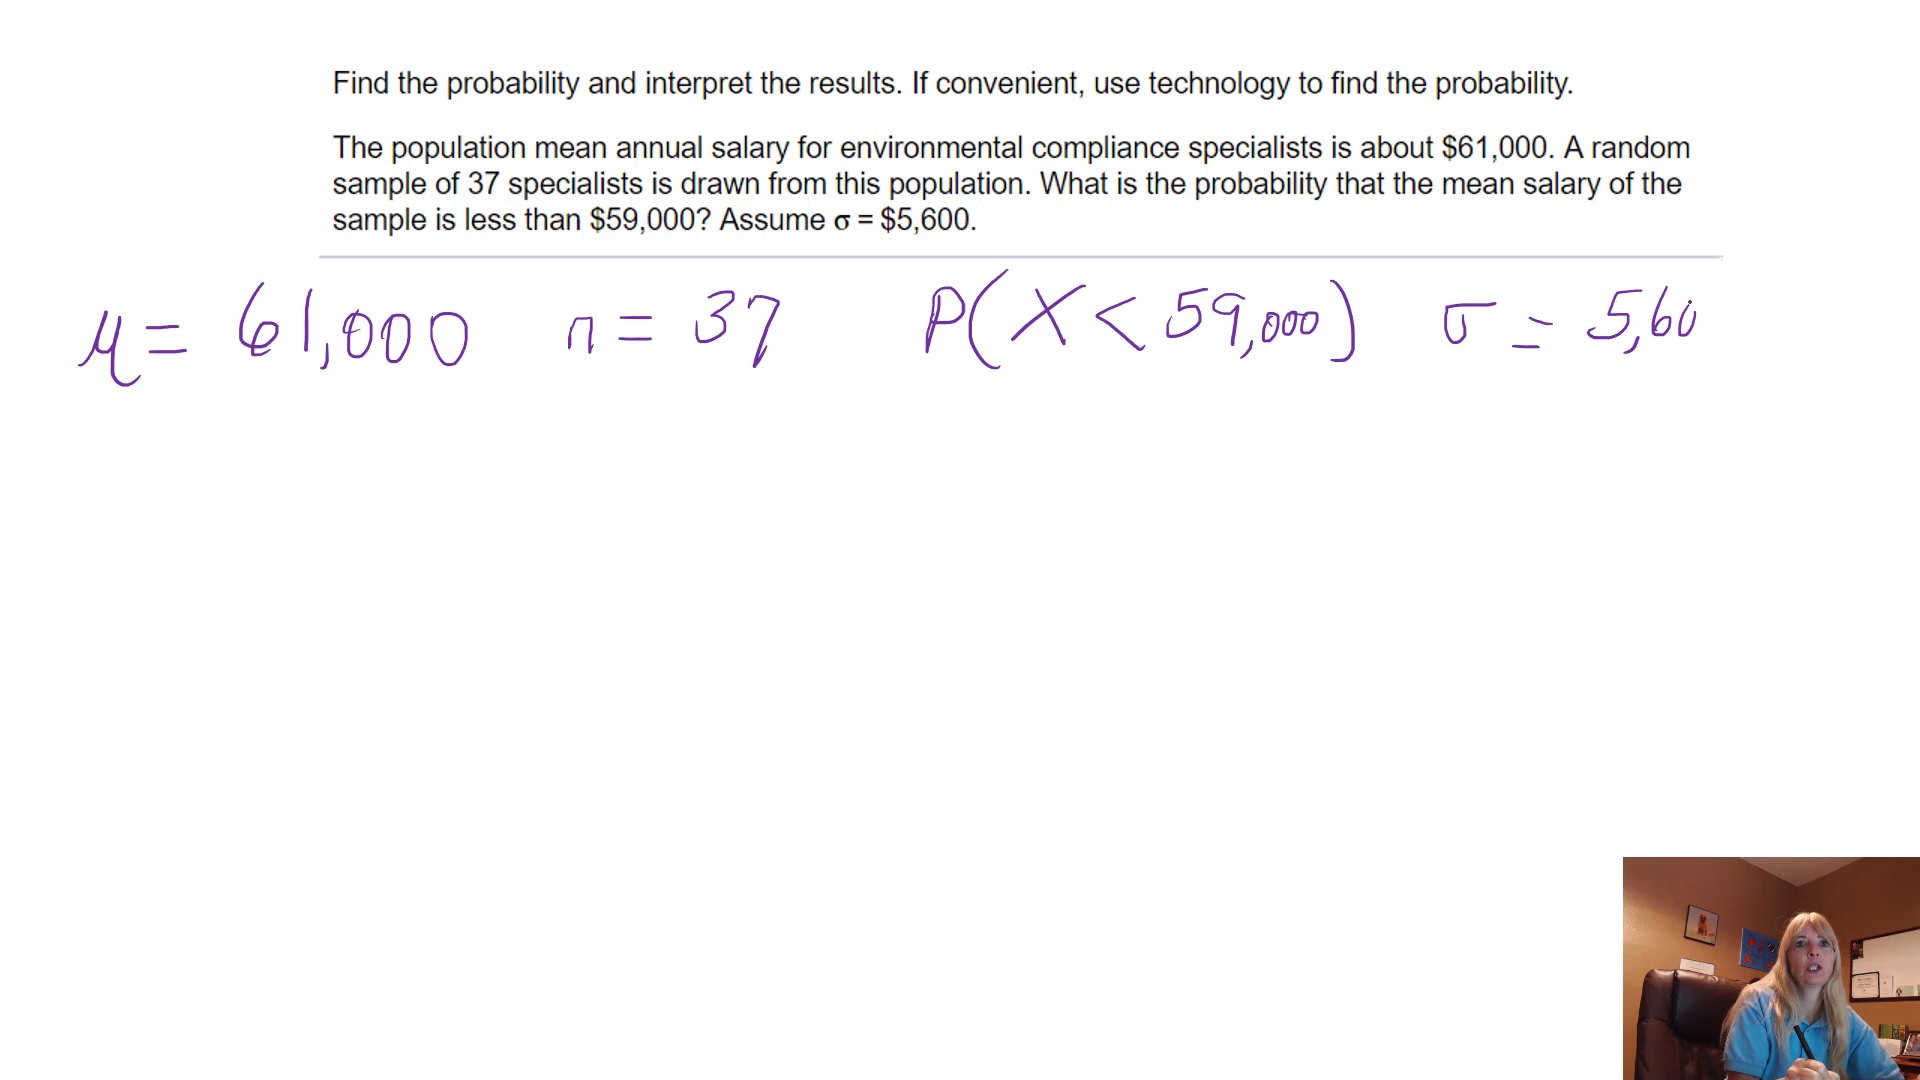 Find the probability and interpret the results. If convenient, use technology to find the probability.
The population mean annual salary for environmental compliance specialists is about $61,000. A random
sample of 37 specialists is drawn from this population. What is the probability that the mean salary of the
sample is less than $59,000? Assume σ = $5,600.
μ = 61,000 n = 37 P(X < 59,000) σ = 5,60